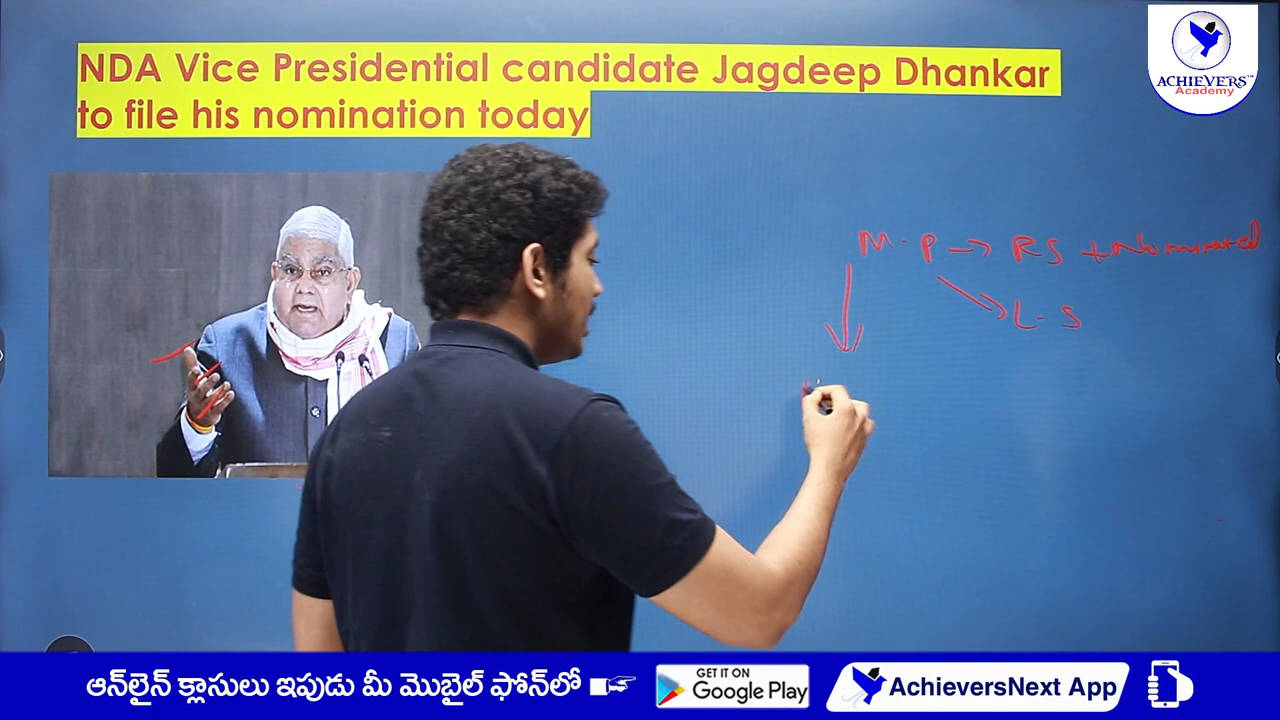 NDA Vice Presidential candidate Jagdeep Dhankar
to file his nomination today
ACHIEVERS™
Academy
M.P → RS + Nominated
L.S
ఆన్‌లైన్ క్లాసులు ఇపుడు మీ మొబైల్ ఫోన్‌లో
GET IT ON
Google Play
AchieversNext App